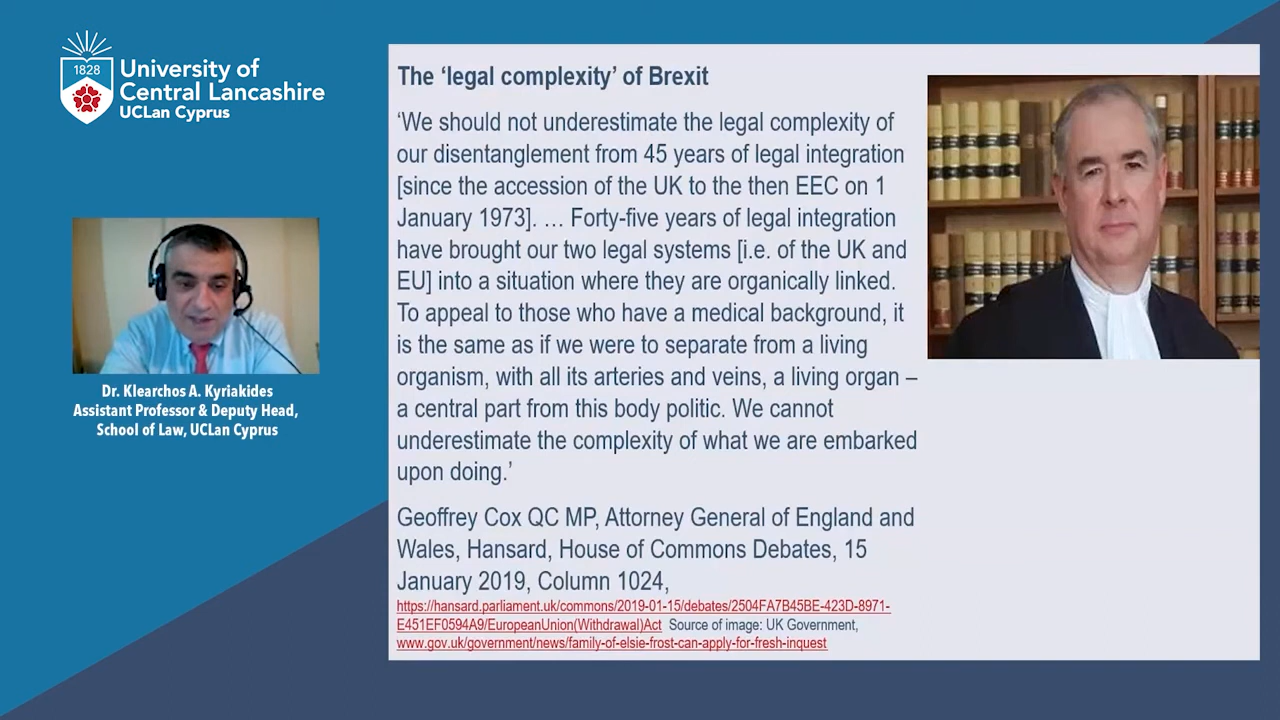 1828
University of
Central Lancashire
UCLan Cyprus
Dr. Klearchos A. Kyriakides
Assistant Professor & Deputy Head,
School of Law, UCLan Cyprus
The ‘legal complexity’ of Brexit
‘We should not underestimate the legal complexity of
our disentanglement from 45 years of legal integration
[since the accession of the UK to the then EEC on 1
January 1973]. … Forty-five years of legal integration
have brought our two legal systems [i.e. of the UK and
EU] into a situation where they are organically linked.
To appeal to those who have a medical background, it
is the same as if we were to separate from a living
organism, with all its arteries and veins, a living organ –
a central part from this body politic. We cannot
underestimate the complexity of what we are embarked
upon doing.’
Geoffrey Cox QC MP, Attorney General of England and
Wales, Hansard, House of Commons Debates, 15
January 2019, Column 1024,
https://hansard.parliament.uk/commons/2019-01-15/debates/2504FA7B45BE-423D-8971-
E451EF0594A9/EuropeanUnion(Withdrawal)Act Source of image: UK Government,
www.gov.uk/government/news/family-of-elsie-frost-can-apply-for-fresh-inquest